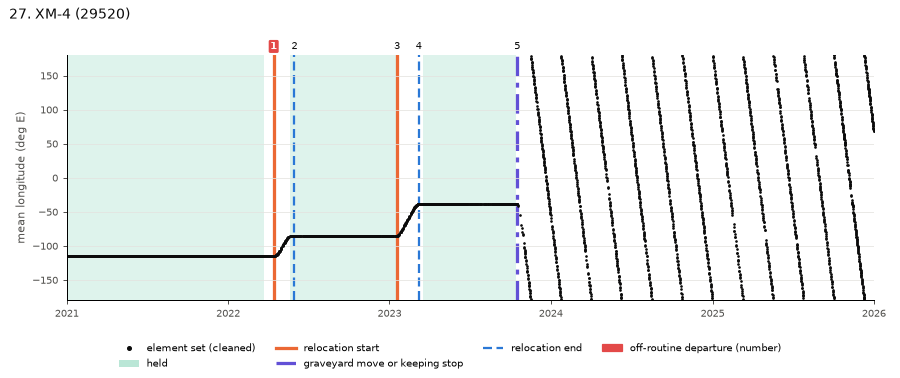 27. XM-4 (29520)
1 2 3 4 5
mean longitude (deg E)
150
100
50
0
−50
−100
−150
2021 2022 2023 2024 2025 2026
element set (cleaned) relocation start relocation end off-routine departure (number)
held graveyard move or keeping stop